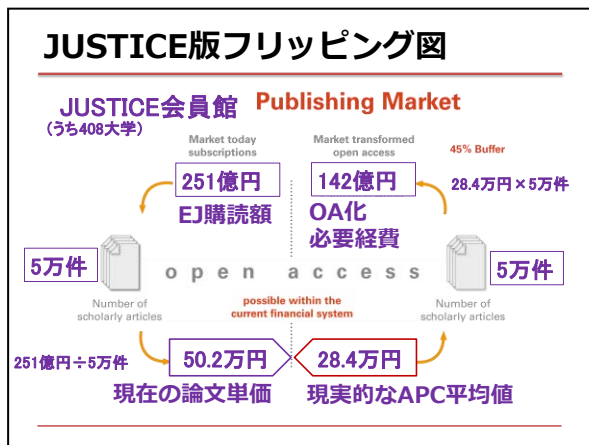 JUSTICE版フリッピング図
JUSTICE会員館
(うち408大学)
Publishing Market
Market today
subscriptions
Market transformed
open access
45% Buffer
251億円
142億円
28.4万円×5万件
EJ購読額
OA化
必要経費
5万件
open access
5万件
Number of
scholarly articles
possible within the
current financial system
Number of
scholarly articles
251億円÷5万件
50.2万円
28.4万円
現在の論文単価
現実的なAPC平均値